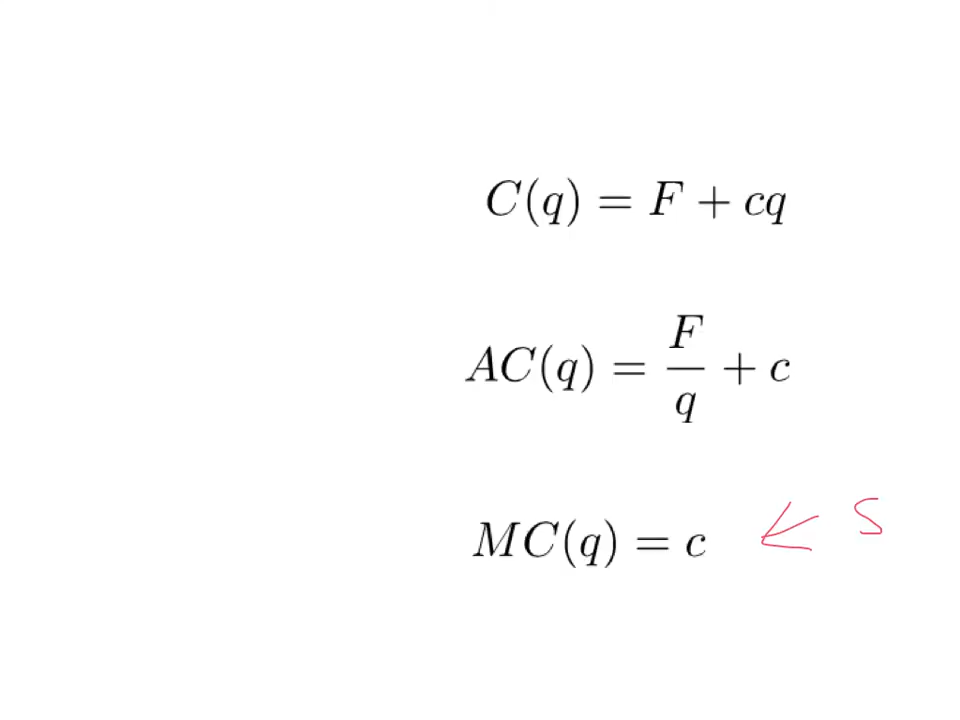 C(q) = F + cq
AC(q) = F/q + c
MC(q) = c ← S